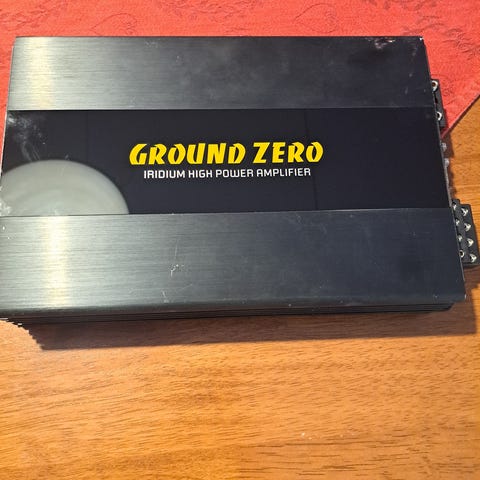 GROUND ZERO
IRIDIUM HIGH POWER AMPLIFIER